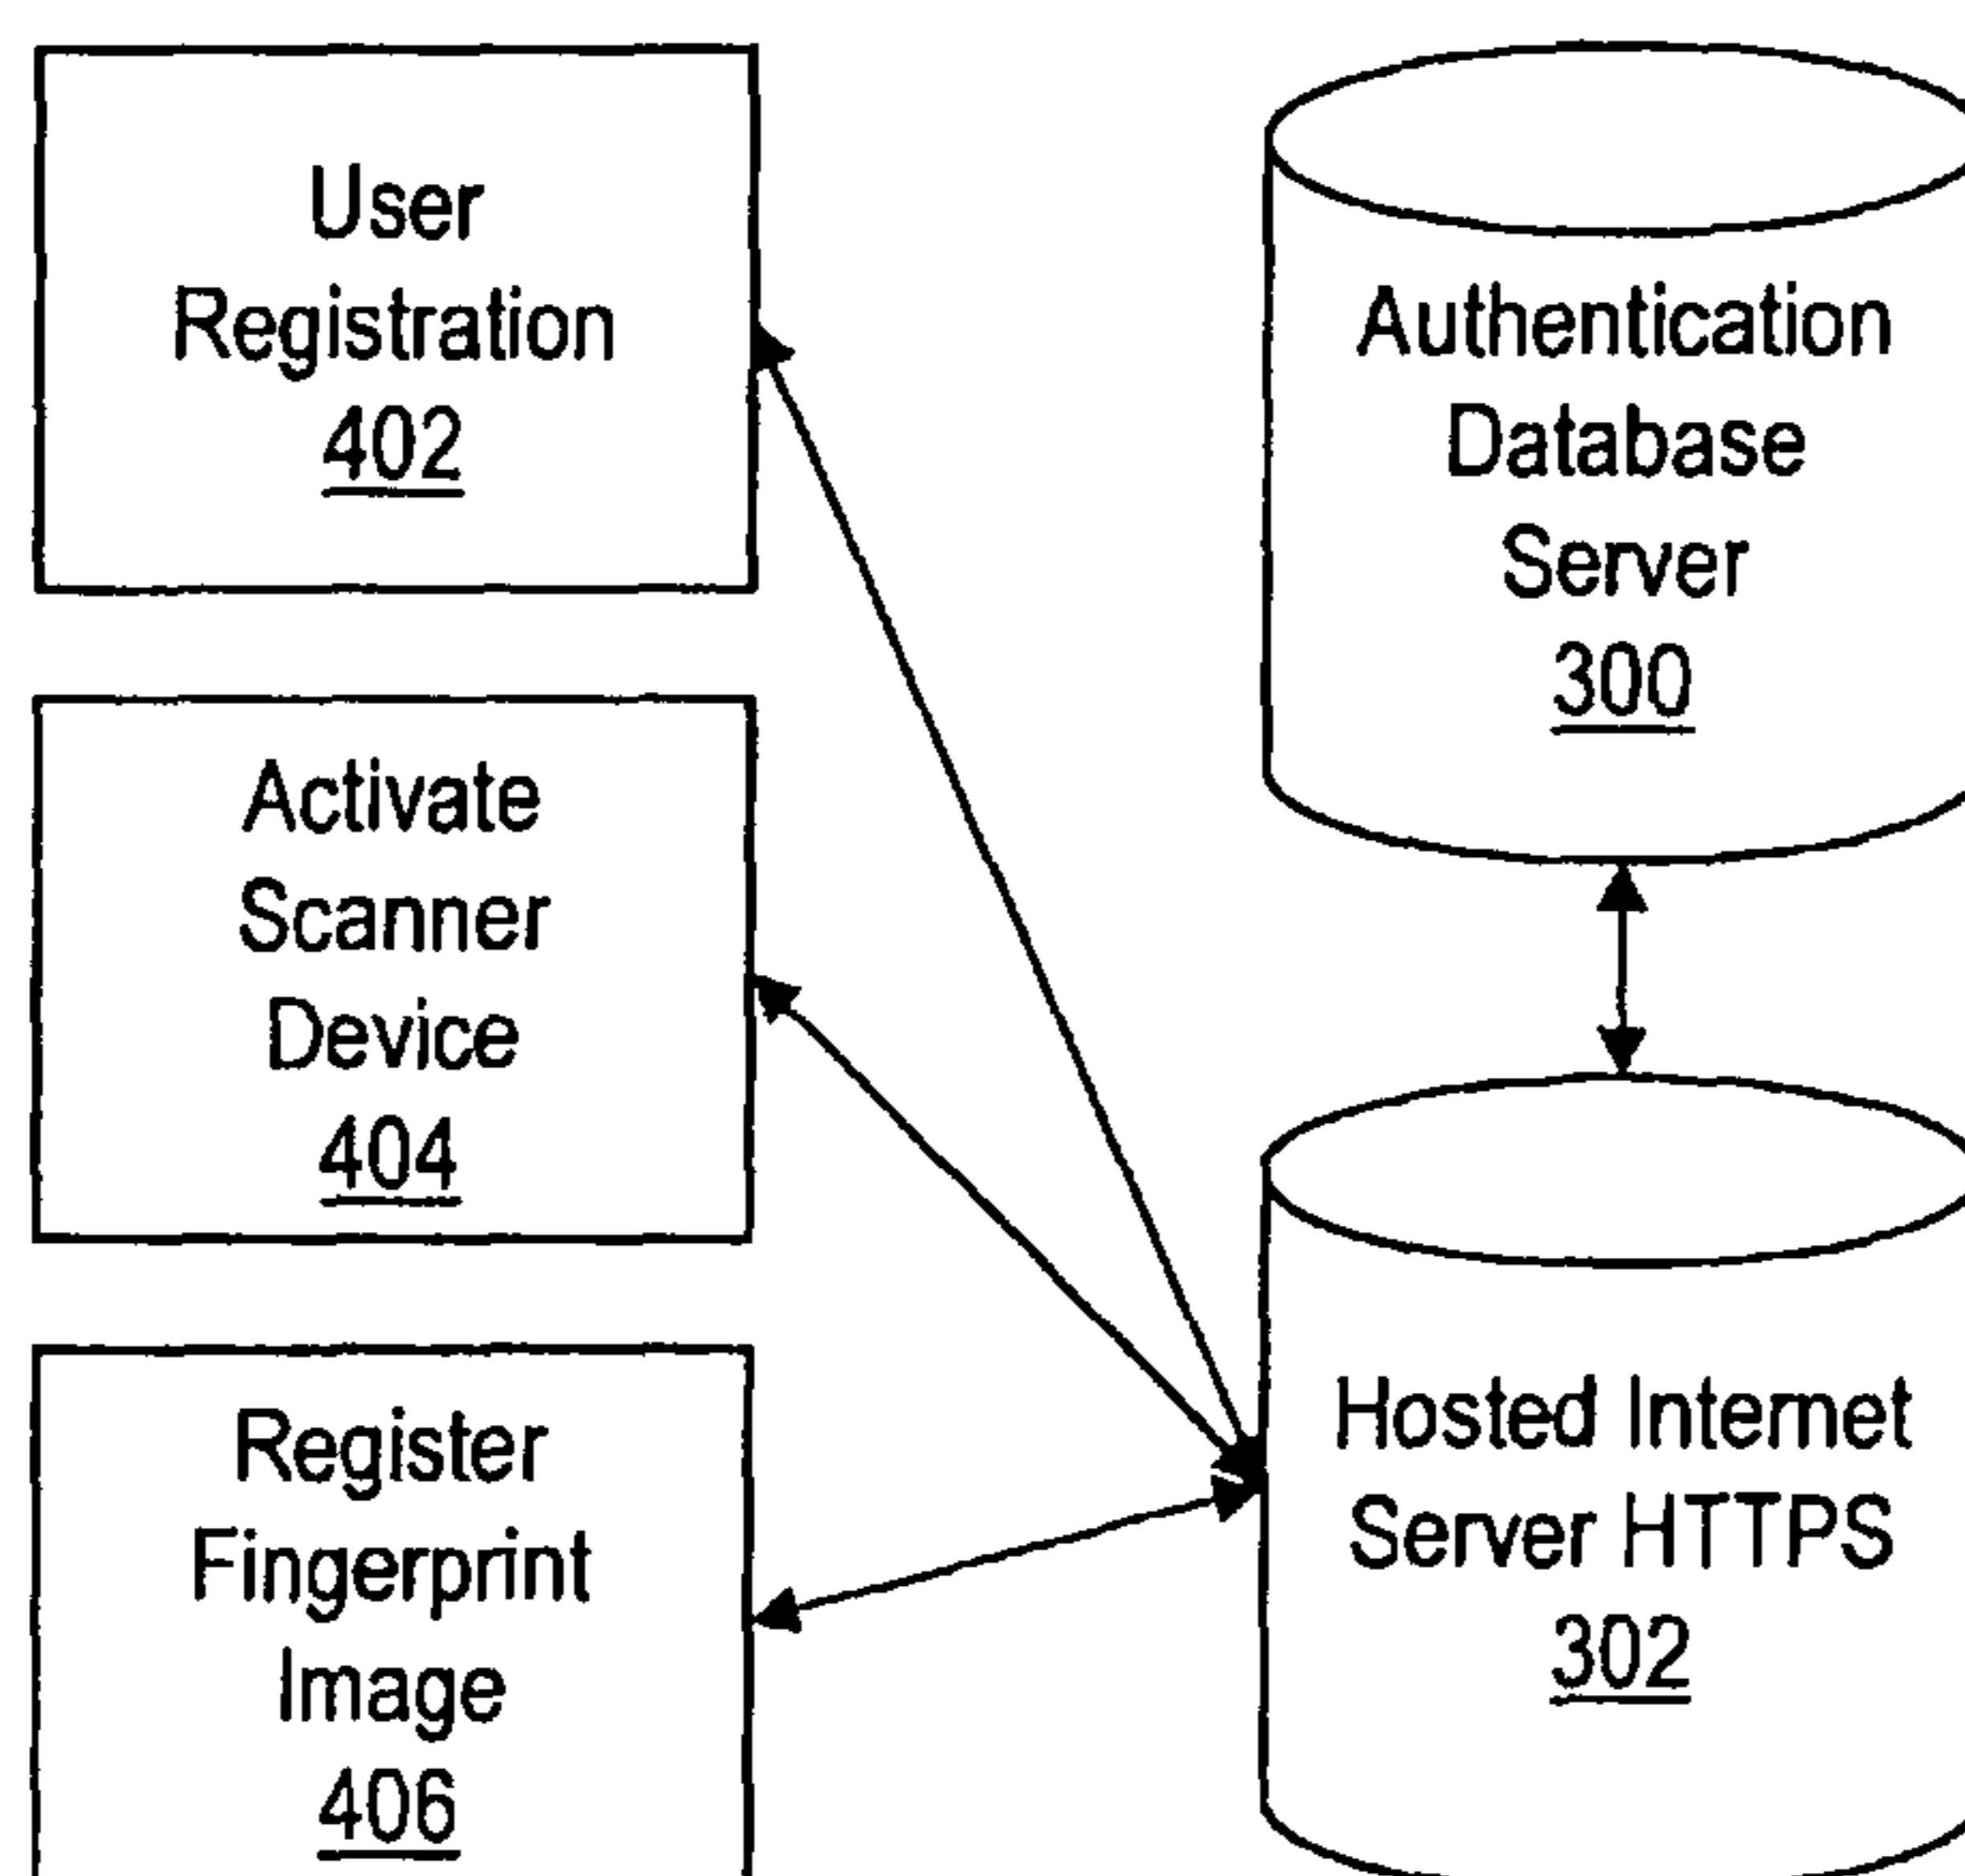 User
Registration
402
Activate
Scanner
Device
404
Register
Fingerprint
Image
406
Authentication
Database
Server
300
Hosted Internet
Server HTTPS
302